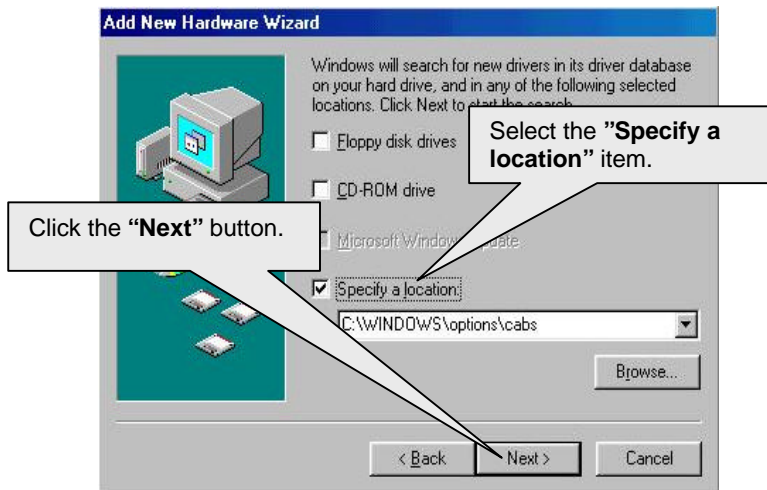 Add New Hardware Wizard
Windows will search for new drivers in its driver database
on your hard drive, and in any of the following selected
locations. Click Next to start the search.
Floppy disk drives
Select the ”Specify a
location” item.
CD-ROM drive
Click the “Next” button.
Microsoft Windows Update
Specify a location:
C:\WINDOWS\options\cabs
Browse...
< Back
Next >
Cancel